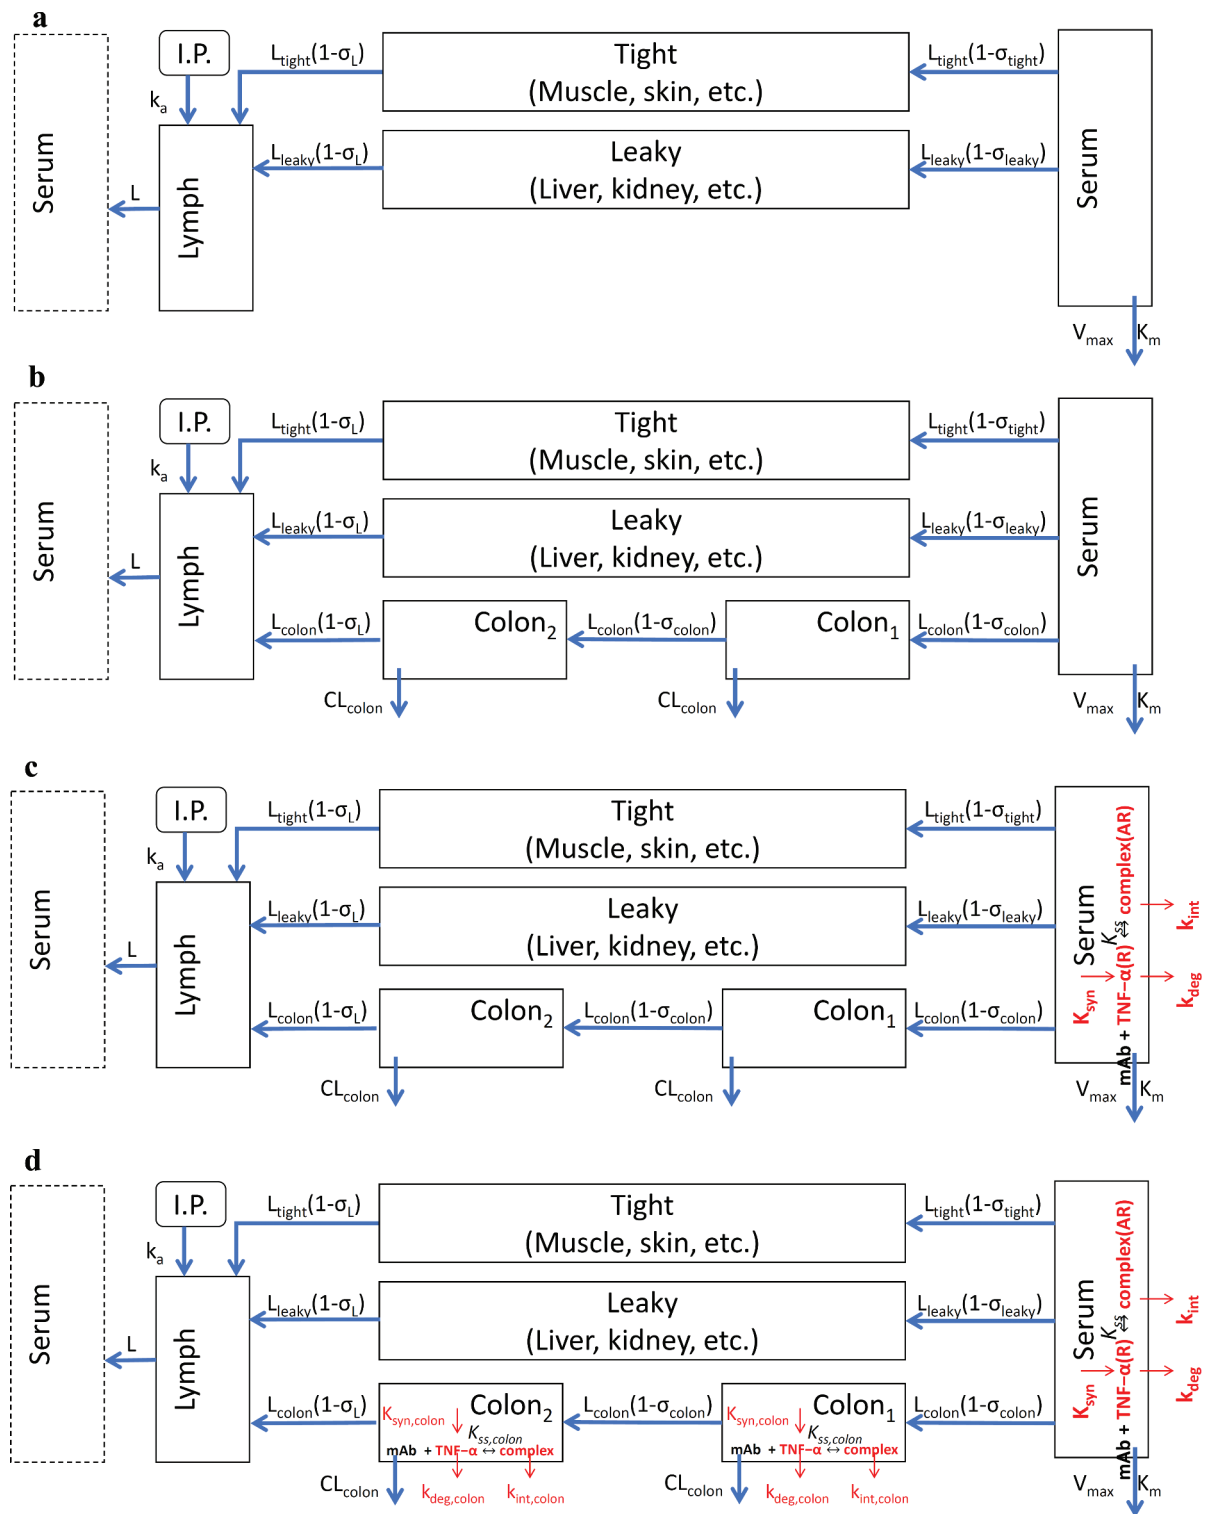 a
I.P.
ka
Ltight(1-σL)
Tight
(Muscle, skin, etc.)
Ltight(1-σtight)
Serum
Lymph
L
Lleaky(1-σL)
Leaky
(Liver, kidney, etc.)
Lleaky(1-σleaky)
Serum
Vmax
Km
b
I.P.
ka
Ltight(1-σL)
Tight
(Muscle, skin, etc.)
Ltight(1-σtight)
Serum
Lymph
L
Lleaky(1-σL)
Leaky
(Liver, kidney, etc.)
Lleaky(1-σleaky)
Serum
Lcolon(1-σL)
Colon2
Lcolon(1-σcolon)
Colon1
Lcolon(1-σcolon)
CLcolon
CLcolon
Vmax
Km
c
I.P.
ka
Ltight(1-σL)
Tight
(Muscle, skin, etc.)
Ltight(1-σtight)
Serum
Lymph
L
Lleaky(1-σL)
Leaky
(Liver, kidney, etc.)
Lleaky(1-σleaky)
Serum
Kss
mAb + TNF−α(R) ↔ complex(AR)
Ksyn
kint
kdeg
Lcolon(1-σL)
Colon2
Lcolon(1-σcolon)
Colon1
Lcolon(1-σcolon)
CLcolon
CLcolon
Vmax
Km
d
I.P.
ka
Ltight(1-σL)
Tight
(Muscle, skin, etc.)
Ltight(1-σtight)
Serum
Lymph
L
Lleaky(1-σL)
Leaky
(Liver, kidney, etc.)
Lleaky(1-σleaky)
Serum
Kss
mAb + TNF−α(R) ↔ complex(AR)
Ksyn
kint
kdeg
Lcolon(1-σL)
Colon2
Ksyn,colon
Kss,colon
mAb + TNF−α ↔ complex
Lcolon(1-σcolon)
Colon1
Ksyn,colon
Kss,colon
mAb + TNF−α ↔ complex
Lcolon(1-σcolon)
CLcolon
kdeg,colon
kint,colon
CLcolon
kdeg,colon
kint,colon
Vmax
Km